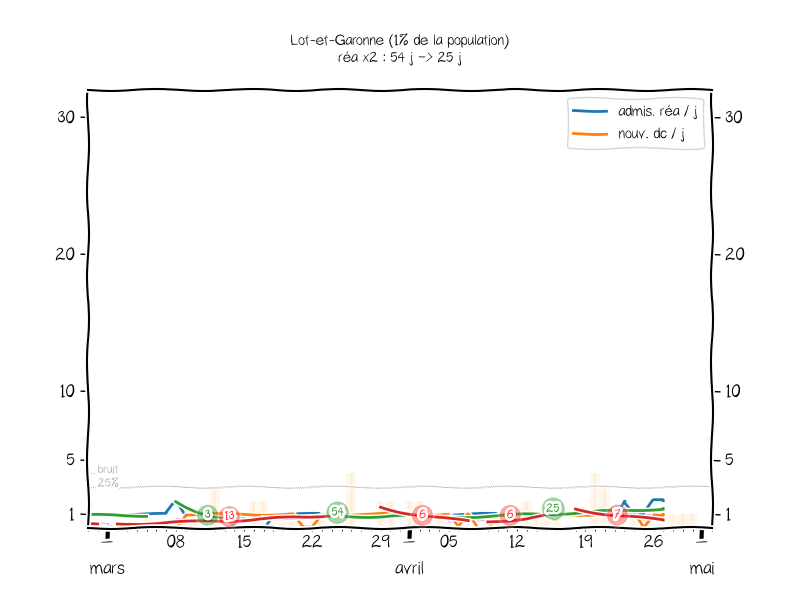 Lot-et-Garonne (1% de la population)
réa x2 : 54 j -> 25 j
admis. réa / j
nouv. dc / j
30 30
20 20
10 10
5 5
1 1
bruit
25%
3 13 54 6 6 25 7
08 15 22 29 05 12 19 26
mars avril mai